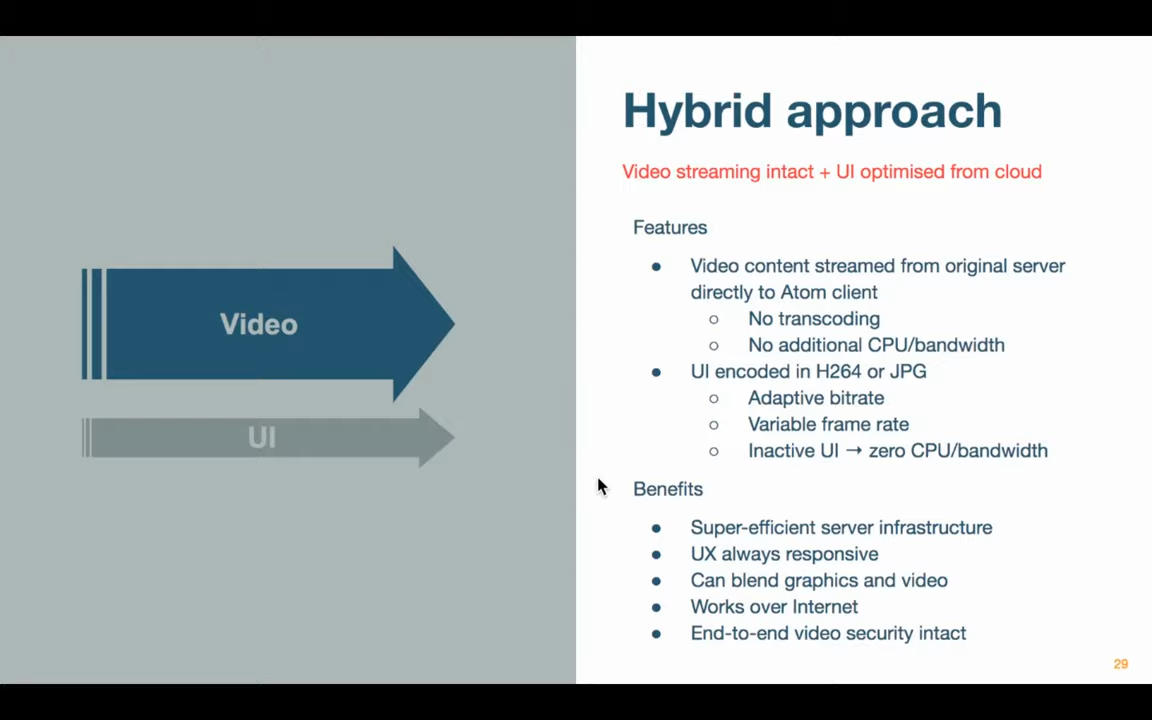 Hybrid approach
Video streaming intact + UI optimised from cloud
Features
● Video content streamed from original server
directly to Atom client
○ No transcoding
○ No additional CPU/bandwidth
● UI encoded in H264 or JPG
○ Adaptive bitrate
○ Variable frame rate
○ Inactive UI → zero CPU/bandwidth
Benefits
● Super-efficient server infrastructure
● UX always responsive
● Can blend graphics and video
● Works over Internet
● End-to-end video security intact
Video
UI
29